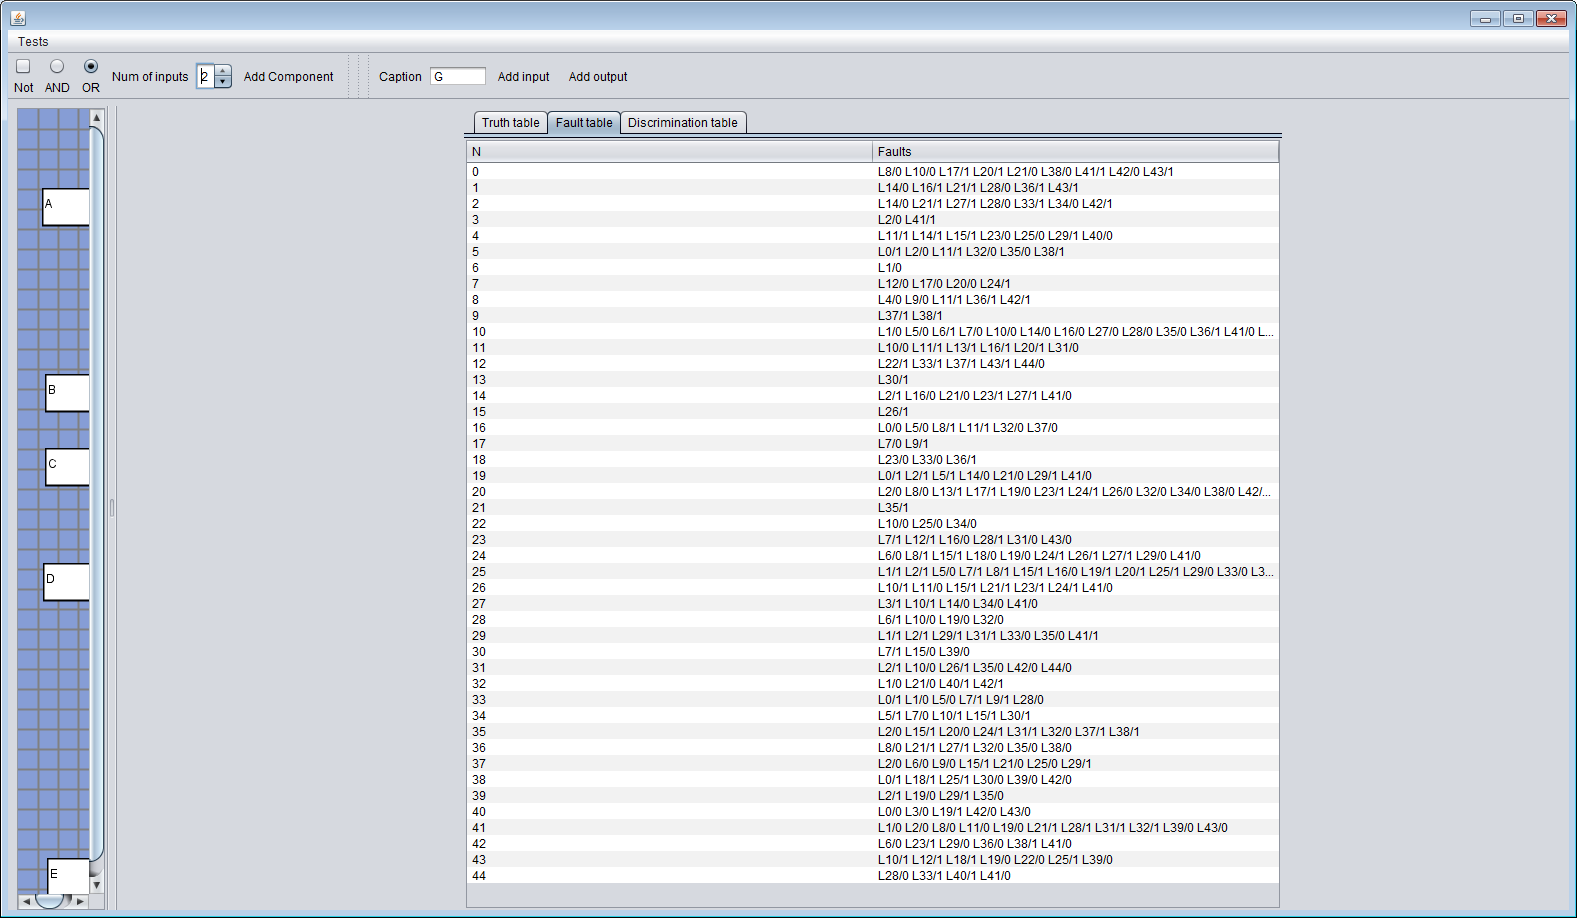 Tests
Not AND OR Num of inputs 2 Add Component Caption G Add input Add output
Truth table Fault table Discrimination table
N Faults
0 L8/0 L10/0 L17/1 L20/1 L21/0 L38/0 L41/1 L42/0 L43/1
1 L14/0 L16/1 L21/1 L28/0 L36/1 L43/1
2 L14/0 L21/1 L27/1 L28/0 L33/1 L34/0 L42/1
3 L2/0 L41/1
4 L11/1 L14/1 L15/1 L23/0 L25/0 L29/1 L40/0
5 L0/1 L2/0 L11/1 L32/0 L35/0 L38/1
6 L1/0
7 L12/0 L17/0 L20/0 L24/1
8 L4/0 L9/0 L11/1 L36/1 L42/1
9 L37/1 L38/1
10 L1/0 L5/0 L6/1 L7/0 L10/0 L14/0 L16/0 L27/0 L28/0 L35/0 L36/1 L41/0 L...
11 L10/0 L11/1 L13/1 L16/1 L20/1 L31/0
12 L22/1 L33/1 L37/1 L43/1 L44/0
13 L30/1
14 L2/1 L16/0 L21/0 L23/1 L27/1 L41/0
15 L26/1
16 L0/0 L5/0 L8/1 L11/1 L32/0 L37/0
17 L7/0 L9/1
18 L23/0 L33/0 L36/1
19 L0/1 L2/1 L5/1 L14/0 L21/0 L29/1 L41/0
20 L2/0 L8/0 L13/1 L17/1 L19/0 L23/1 L24/1 L26/0 L32/0 L34/0 L38/0 L42/...
21 L35/1
22 L10/0 L25/0 L34/0
23 L7/1 L12/1 L16/0 L28/1 L31/0 L43/0
24 L6/0 L8/1 L15/1 L18/0 L19/0 L24/1 L26/1 L27/1 L29/0 L41/0
25 L1/1 L2/1 L5/0 L7/1 L8/1 L15/1 L16/0 L19/1 L20/1 L25/1 L29/0 L33/0 L3...
26 L10/1 L11/0 L15/1 L21/1 L23/1 L24/1 L41/0
27 L3/1 L10/1 L14/0 L34/0 L41/0
28 L6/1 L10/0 L19/0 L32/0
29 L1/1 L2/1 L29/1 L31/1 L33/0 L35/0 L41/1
30 L7/1 L15/0 L39/0
31 L2/1 L10/0 L26/1 L35/0 L42/0 L44/0
32 L1/0 L21/0 L40/1 L42/1
33 L0/1 L1/0 L5/0 L7/1 L9/1 L28/0
34 L5/1 L7/0 L10/1 L15/1 L30/1
35 L2/0 L15/1 L20/0 L24/1 L31/1 L32/0 L37/1 L38/1
36 L8/0 L21/1 L27/1 L32/0 L35/0 L38/0
37 L2/0 L6/0 L9/0 L15/1 L21/0 L25/0 L29/1
38 L0/1 L18/1 L25/1 L30/0 L39/0 L42/0
39 L2/1 L19/0 L29/1 L35/0
40 L0/0 L3/0 L19/1 L42/0 L43/0
41 L1/0 L2/0 L8/0 L11/0 L19/0 L21/1 L28/1 L31/1 L32/1 L39/0 L43/0
42 L6/0 L23/1 L29/0 L36/0 L38/1 L41/0
43 L10/1 L12/1 L18/1 L19/0 L22/0 L25/1 L39/0
44 L28/0 L33/1 L40/1 L41/0
A
B
C
D
E